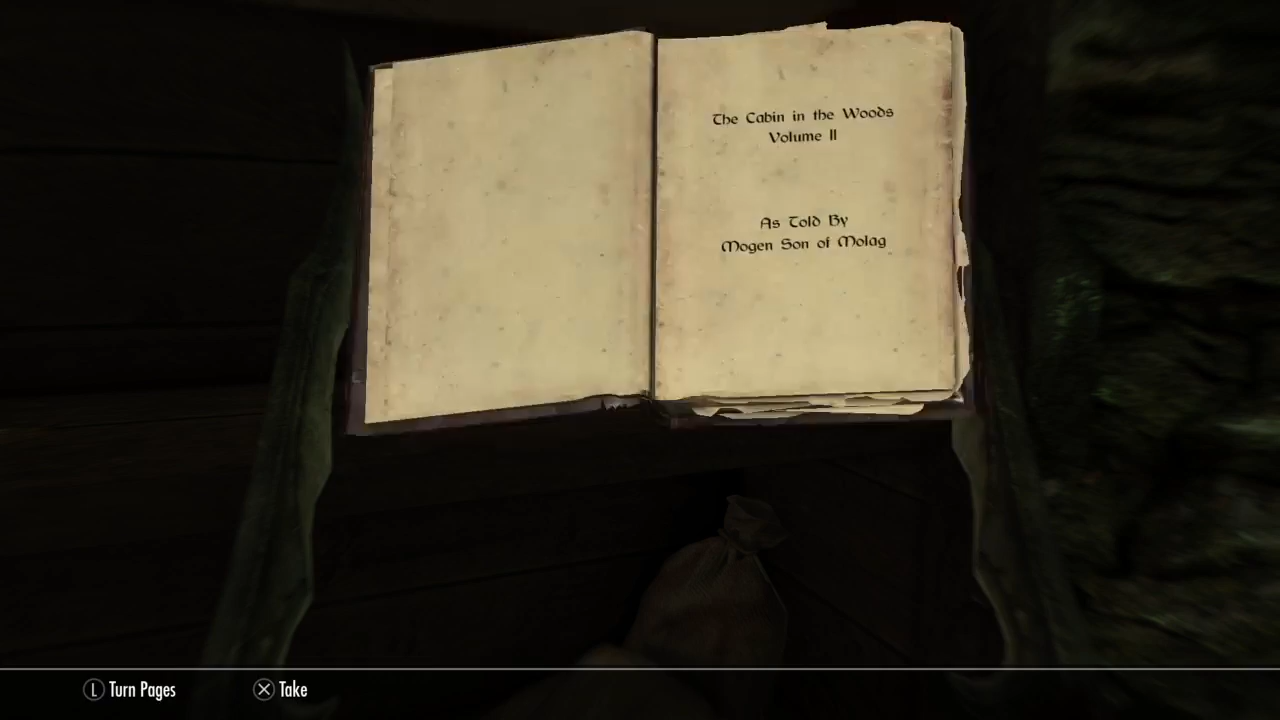 The Cabin in the Woods
Volume II
As Told By
Mogen Son of Molag
L Turn Pages
X Take